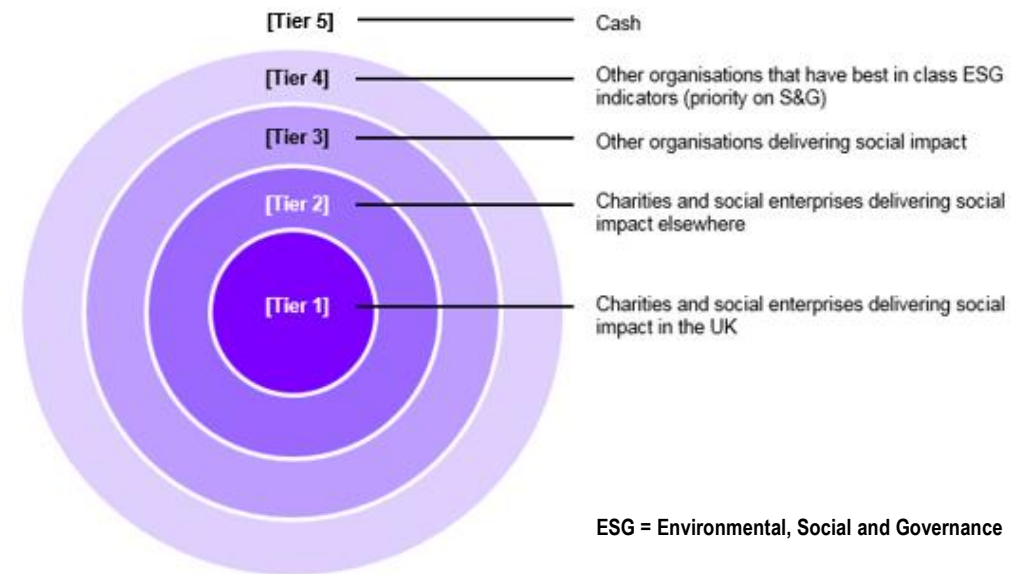 [Tier 5] Cash
[Tier 4] Other organisations that have best in class ESG
indicators (priority on S&G)
[Tier 3] Other organisations delivering social impact
[Tier 2] Charities and social enterprises delivering social
impact elsewhere
[Tier 1] Charities and social enterprises delivering social
impact in the UK
ESG = Environmental, Social and Governance